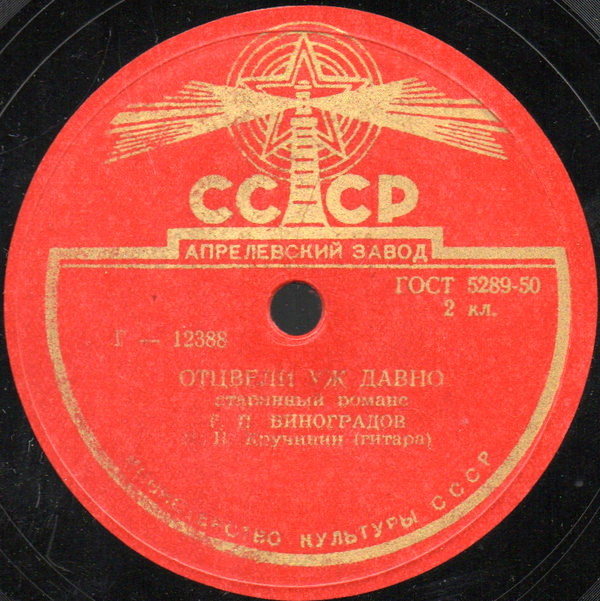 СССР
АПРЕЛЕВСКИЙ ЗАВОД
ГОСТ 5289-50
2 кл.
Г — 12388
ОТЦВЕЛИ УЖ ДАВНО
старинный романс
Г. П. ВИНОГРАДОВ
Н. Кручинин (гитара)
МИНИСТЕРСТВО КУЛЬТУРЫ СССР